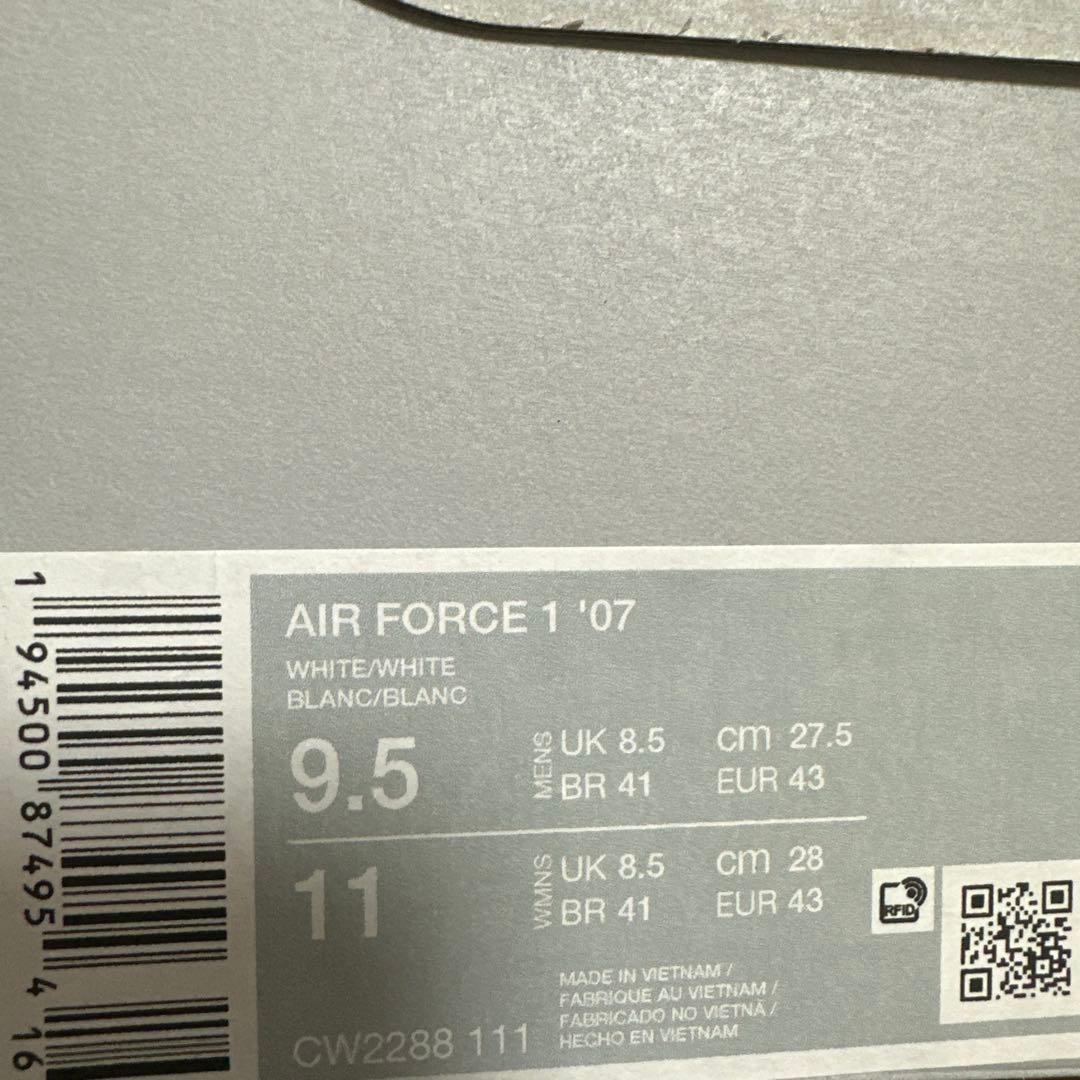 AIR FORCE 1 '07
WHITE/WHITE
BLANC/BLANC
9.5
MENS
UK 8.5 cm 27.5
BR 41 EUR 43
11
WMNS
UK 8.5 cm 28
BR 41 EUR 43
RFID
MADE IN VIETNAM /
FABRIQUE AU VIETNAM /
FABRICADO NO VIETNÃ /
HECHO EN VIETNAM
CW2288 111
1 94500 87495 4 16